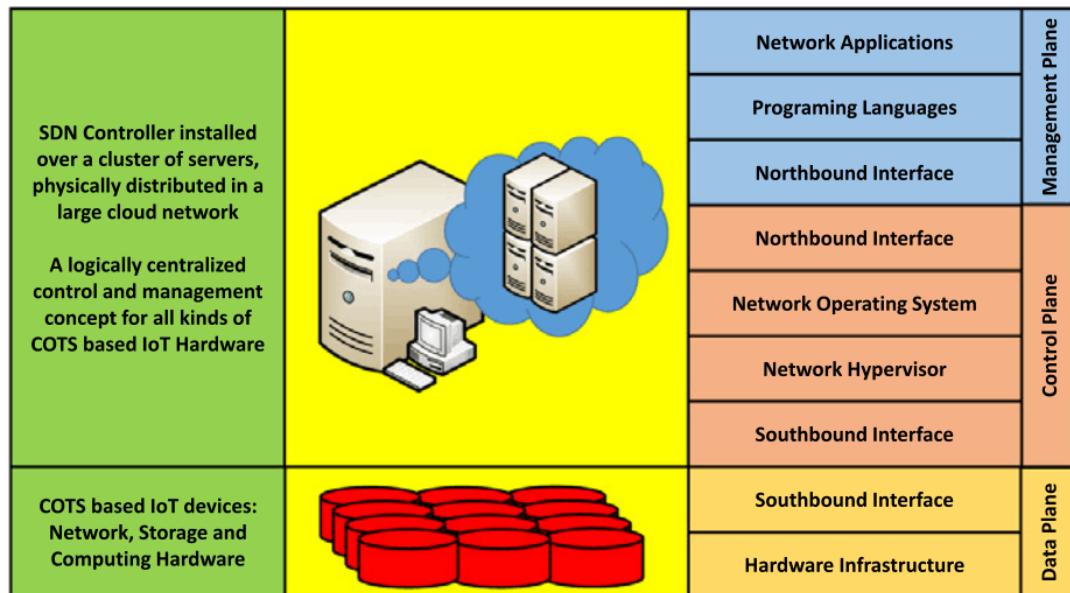 SDN Controller installed
over a cluster of servers,
physically distributed in a
large cloud network
A logically centralized
control and management
concept for all kinds of
COTS based IoT Hardware
COTS based IoT devices:
Network, Storage and
Computing Hardware
Network Applications
Programing Languages
Northbound Interface
Management Plane
Northbound Interface
Network Operating System
Network Hypervisor
Southbound Interface
Control Plane
Southbound Interface
Hardware Infrastructure
Data Plane